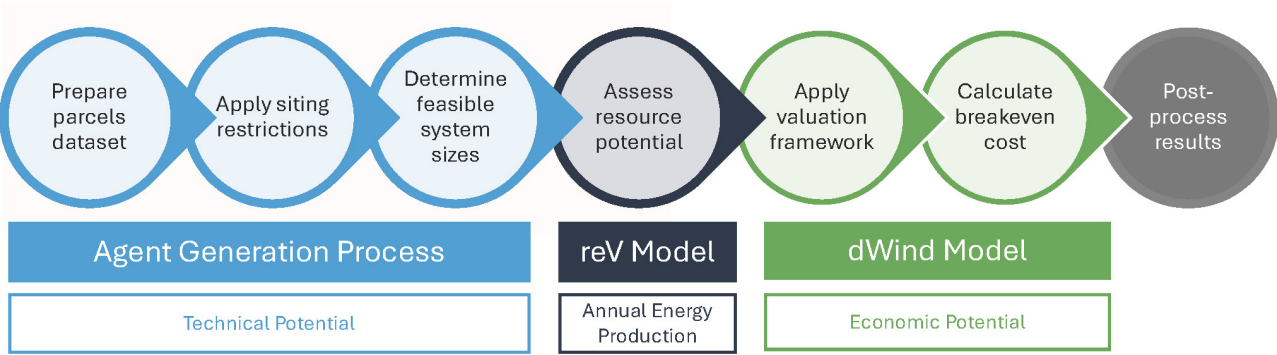 Prepare
parcels
dataset
Apply siting
restrictions
Determine
feasible
system
sizes
Assess
resource
potential
Apply
valuation
framework
Calculate
breakeven
cost
Post-
process
results
Agent Generation Process
reV Model
dWind Model
Technical Potential
Annual Energy
Production
Economic Potential